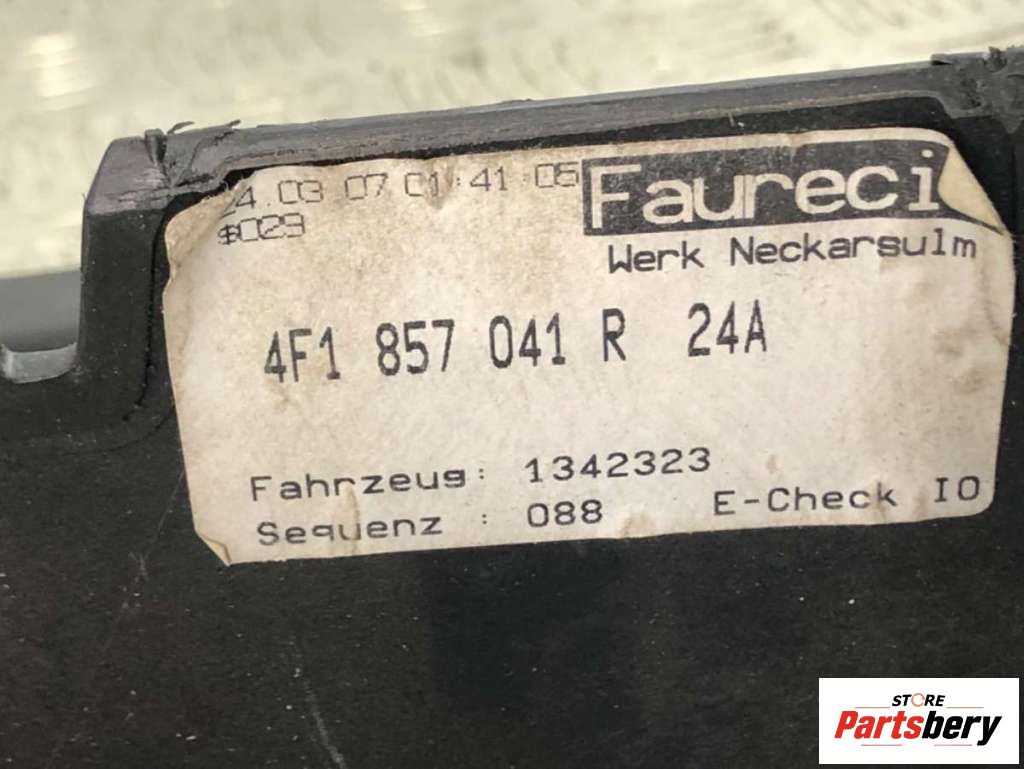 24.03 07 01:41:05
$029
Faureci
Werk Neckarsulm
4F1 857 041 R 24A
Fahrzeug: 1342323
Sequenz : 088 E-Check IO
STORE
Partsbery